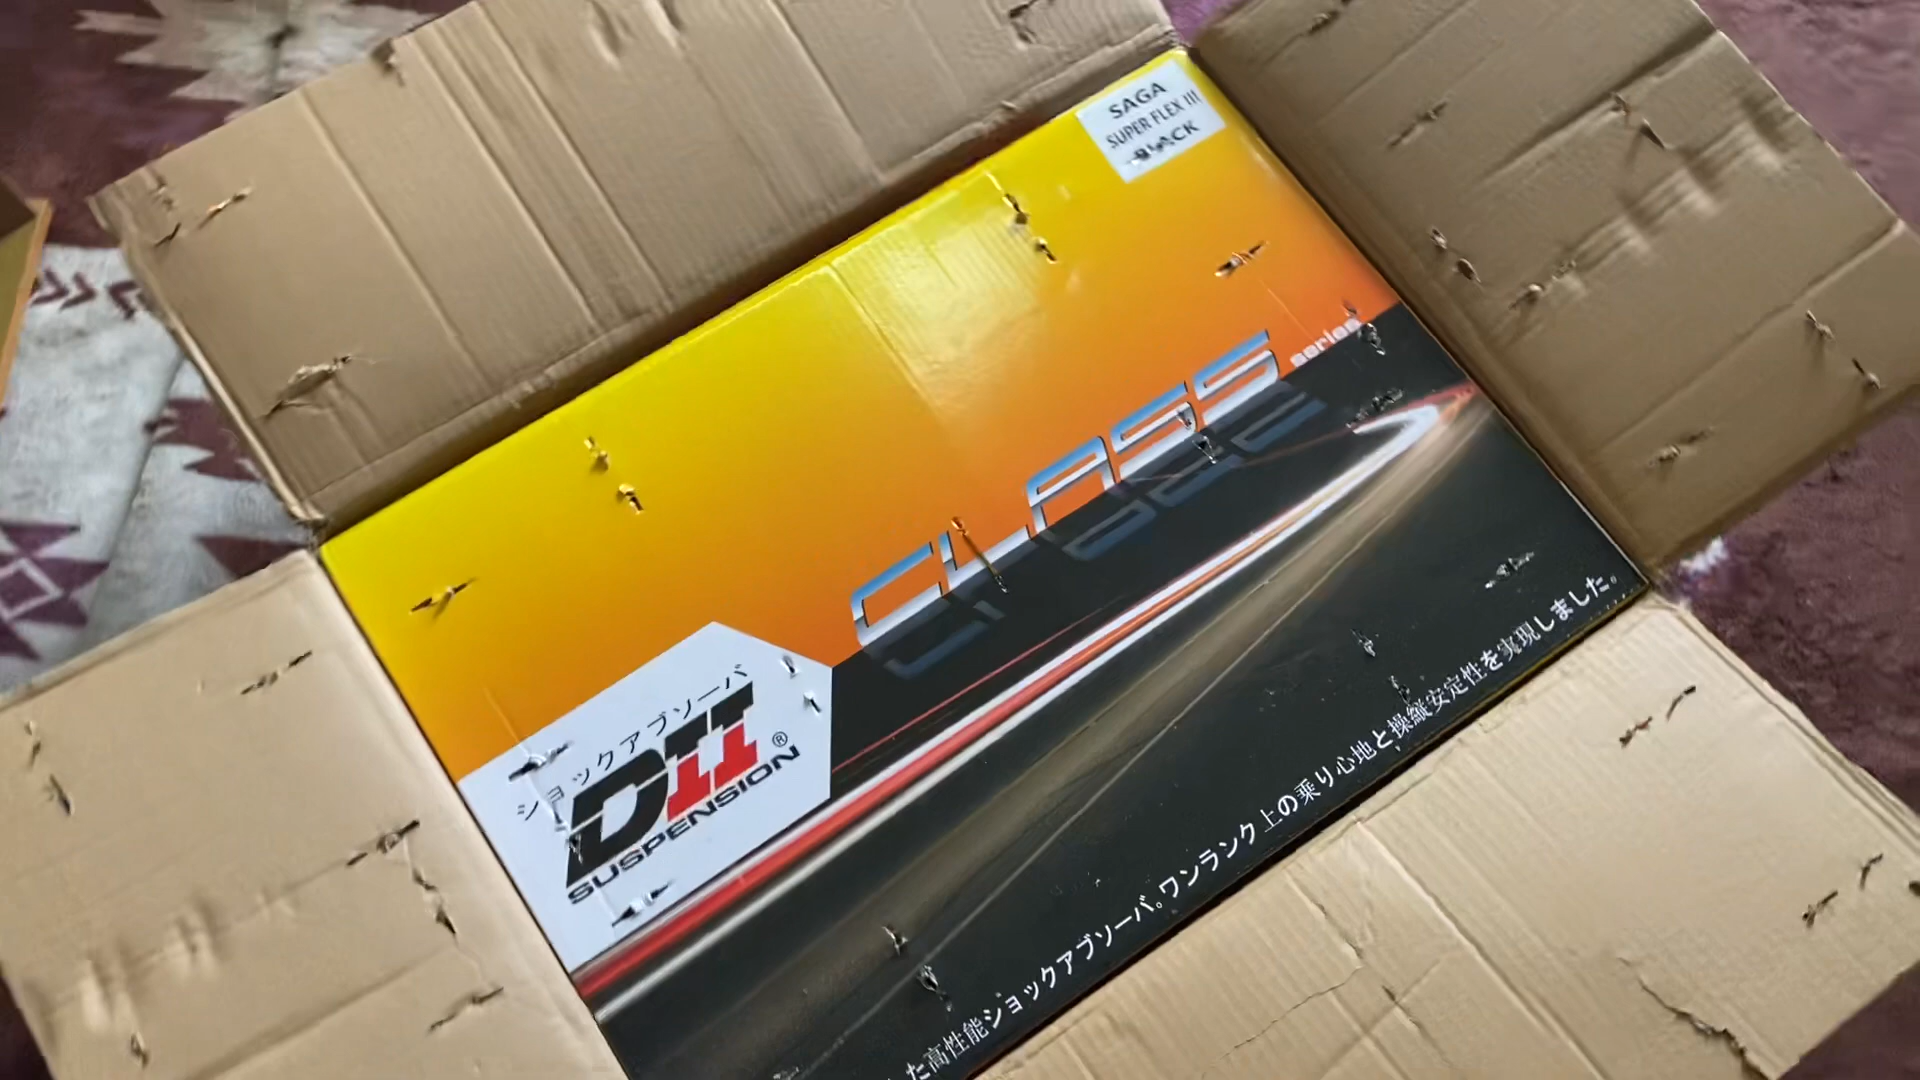 SAGA
SUPER FLEX III
BLACK
CLASS series
ショックアブソーバ
DTT®
SUSPENSION
た高性能ショックアブソーバ。ワンランク上の乗り心地と操縦安定性を実現しました。